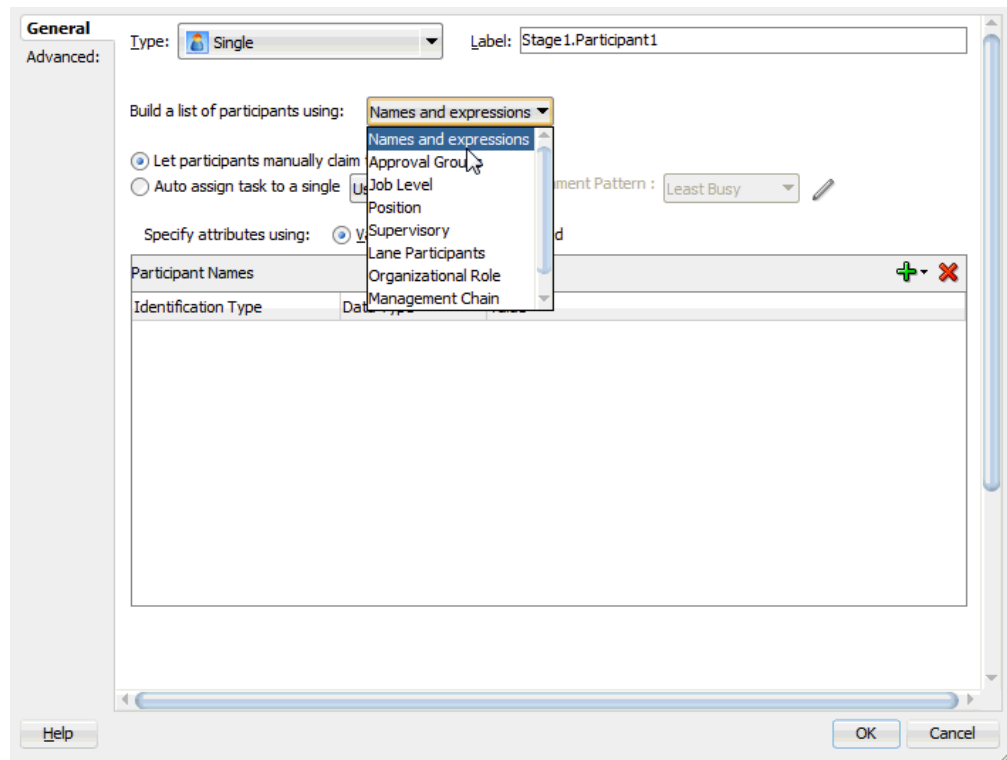 General
Advanced:
Type: Single Label: Stage1.Participant1
Build a list of participants using: Names and expressions
Names and expressions
Let participants manually claim Approval Groups
Auto assign task to a single Job Level ment Pattern : Least Busy
Position
Specify attributes using: Supervisory d
Lane Participants
Participant Names Organizational Role
Management Chain
Identification Type
Help OK Cancel